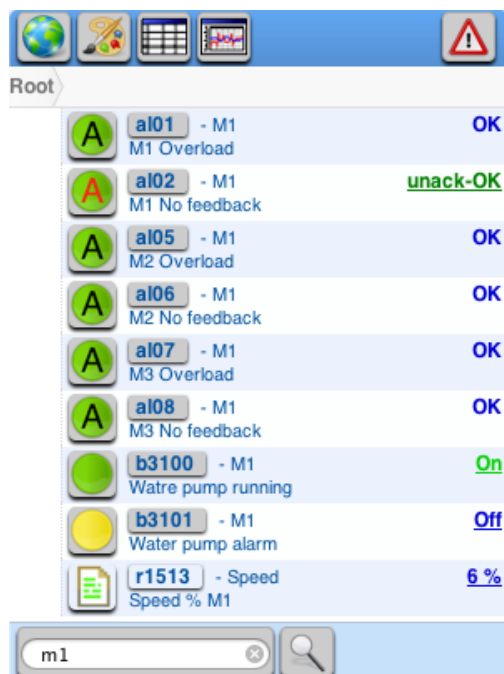 Root
A al01 - M1 OK
M1 Overload
A al02 - M1 unack-OK
M1 No feedback
A al05 - M1 OK
M2 Overload
A al06 - M1 OK
M2 No feedback
A al07 - M1 OK
M3 Overload
A al08 - M1 OK
M3 No feedback
b3100 - M1 On
Watre pump running
b3101 - M1 Off
Water pump alarm
r1513 - Speed 6 %
Speed % M1
m1